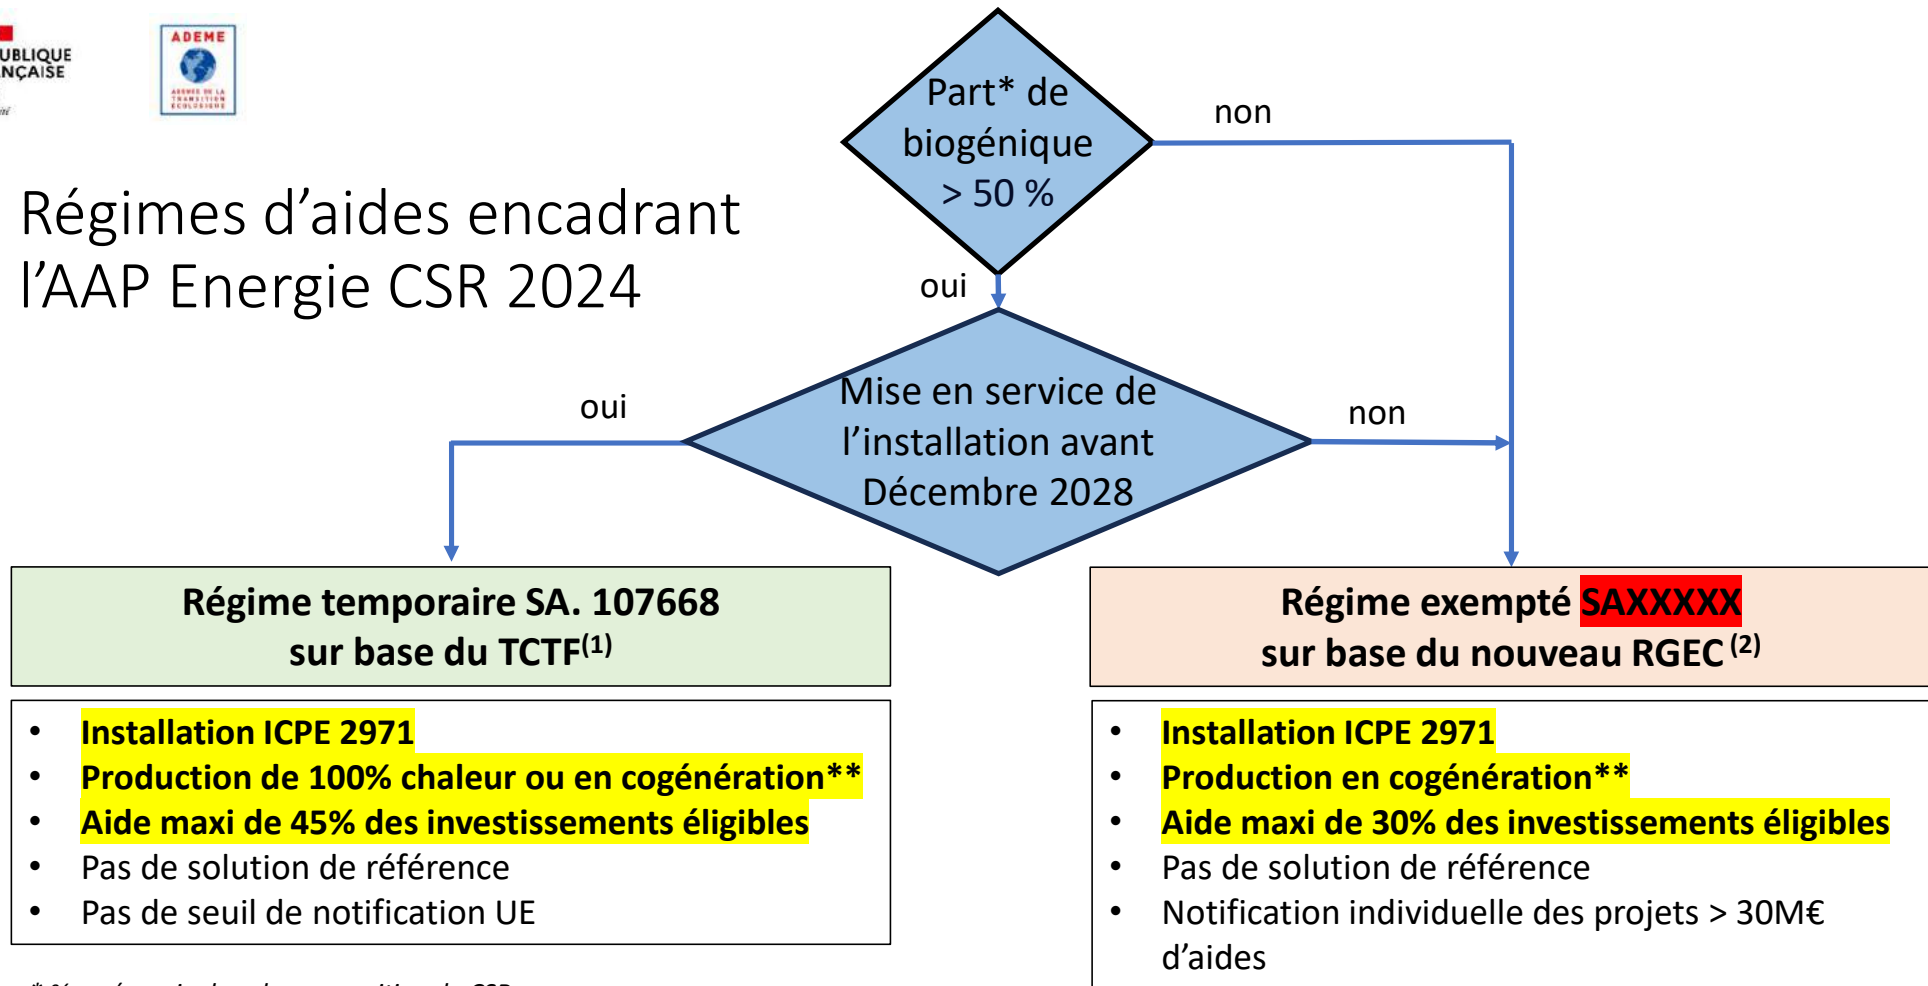 UBLIQUE
NÇAISE
ADEME
AGENCE DE LA
TRANSITION
ÉCOLOGIQUE
Régimes d’aides encadrant
l’AAP Energie CSR 2024
Part* de
biogénique
> 50 %
non
oui
Mise en service de
l’installation avant
Décembre 2028
oui
non
Régime temporaire SA. 107668
sur base du TCTF(1)
• Installation ICPE 2971
• Production de 100% chaleur ou en cogénération**
• Aide maxi de 45% des investissements éligibles
• Pas de solution de référence
• Pas de seuil de notification UE
Régime exempté SAXXXXX
sur base du nouveau RGEC (2)
• Installation ICPE 2971
• Production en cogénération**
• Aide maxi de 30% des investissements éligibles
• Pas de solution de référence
• Notification individuelle des projets > 30M€
d’aides